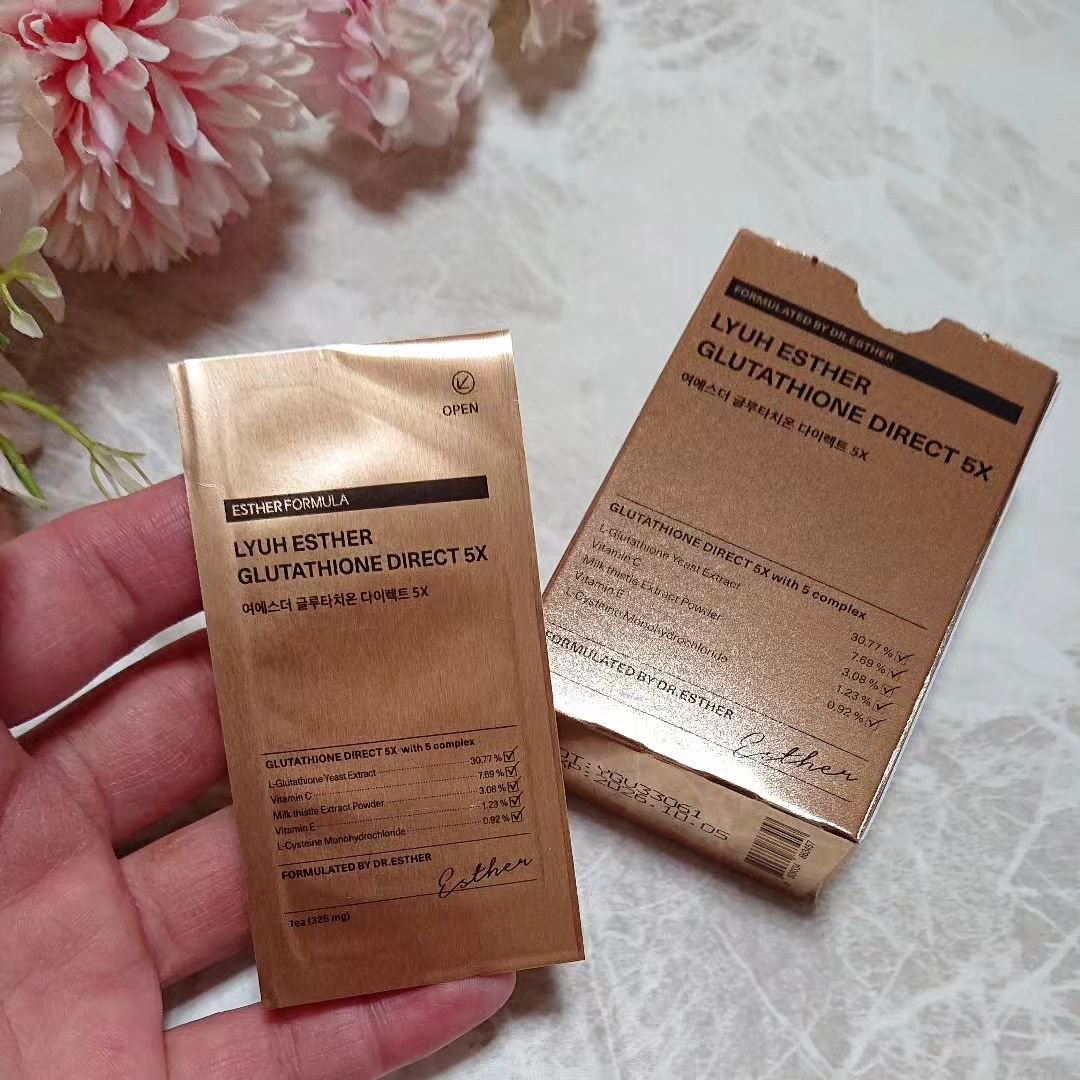 OPEN
ESTHERFORMULA
LYUH ESTHER
GLUTATHIONE DIRECT 5X
여에스더 글루타치온 다이렉트 5X
GLUTATHIONE DIRECT 5X with 5 complex
L-Glutathione Yeast Extract 30.77 %
Vitamin C 7.69 %
Milk thistle Extract Powder 3.08 %
Vitamin E 1.23 %
L-Cysteine Monohydrochloride 0.92 %
FORMULATED BY DR.ESTHER
Esther
1ea (325 mg)
FORMULATED BY DR.ESTHER
LYUH ESTHER
GLUTATHIONE DIRECT 5X
여에스더 글루타치온 다이렉트 5X
GLUTATHIONE DIRECT 5X with 5 complex
L-Glutathione Yeast Extract 30.77 %
Vitamin C 7.69 %
Milk thistle Extract Powder 3.08 %
Vitamin E 1.23 %
L-Cysteine Monohydrochloride 0.92 %
FORMULATED BY DR.ESTHER
Esther
OT:YGU33061
XP:2026.10.05